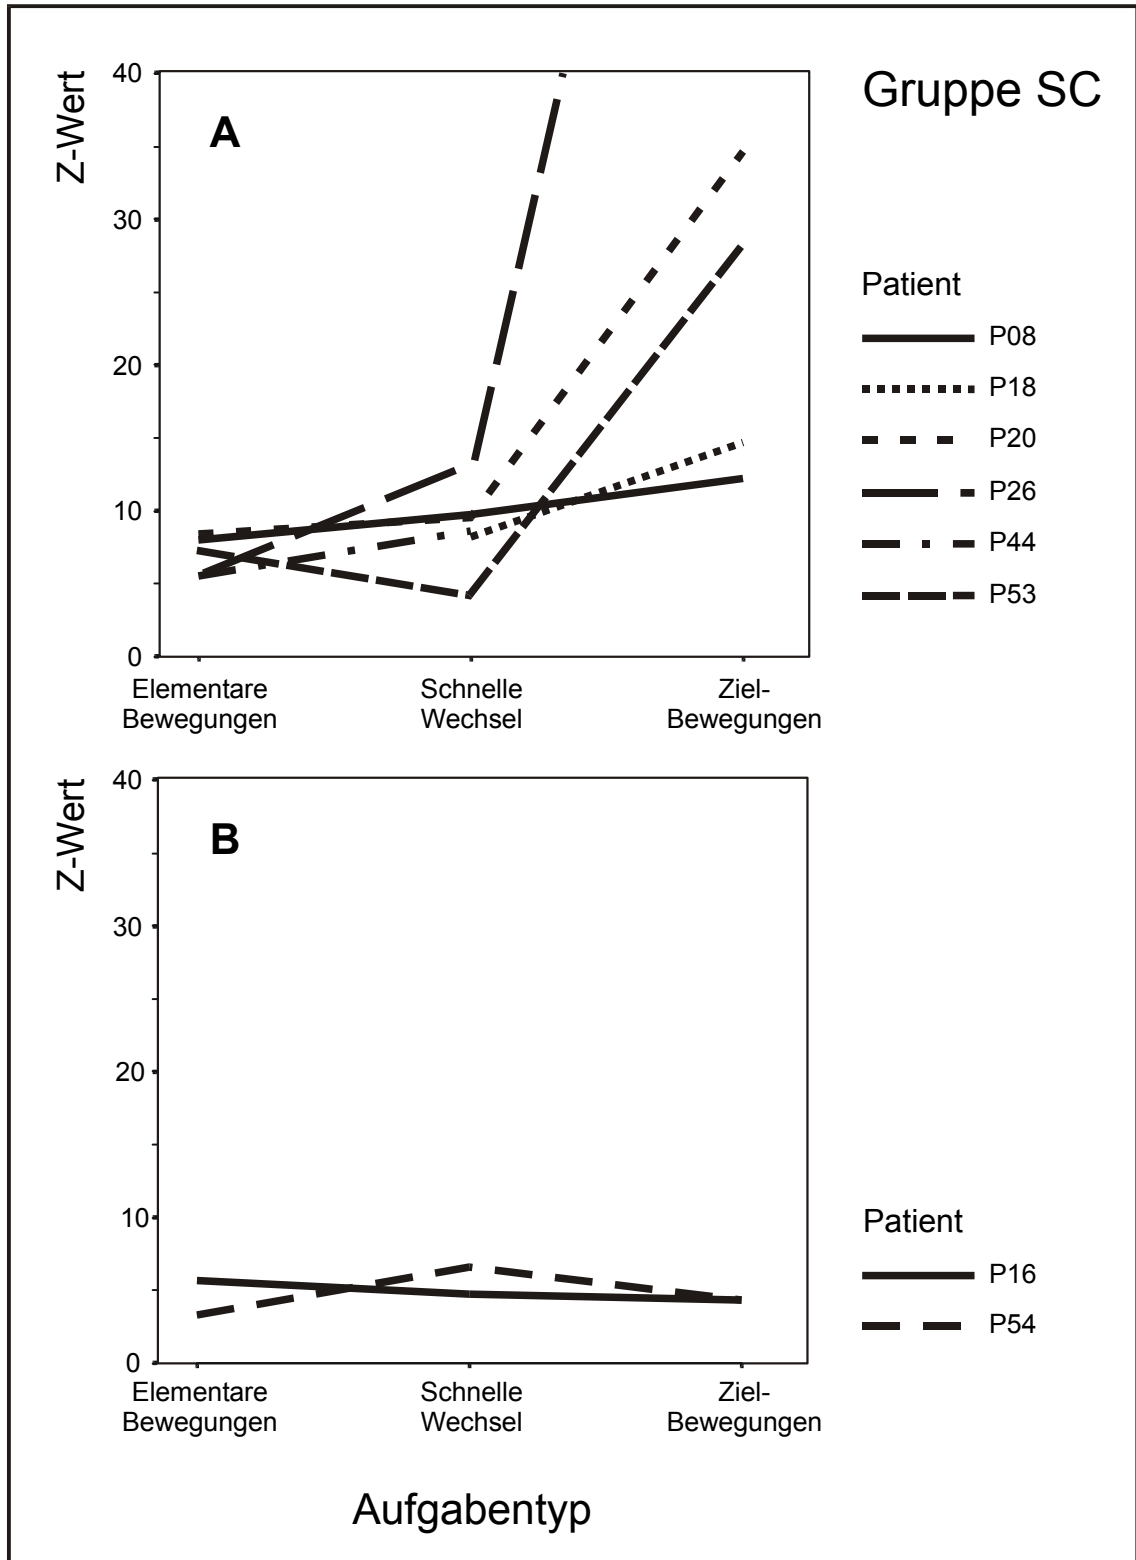 Gruppe SC
Z-Wert
A
40
30
20
10
0
Elementare
Bewegungen
Schnelle
Wechsel
Ziel-
Bewegungen
Patient
P08
P18
P20
P26
P44
P53
Z-Wert
B
40
30
20
10
0
Elementare
Bewegungen
Schnelle
Wechsel
Ziel-
Bewegungen
Patient
P16
P54
Aufgabentyp